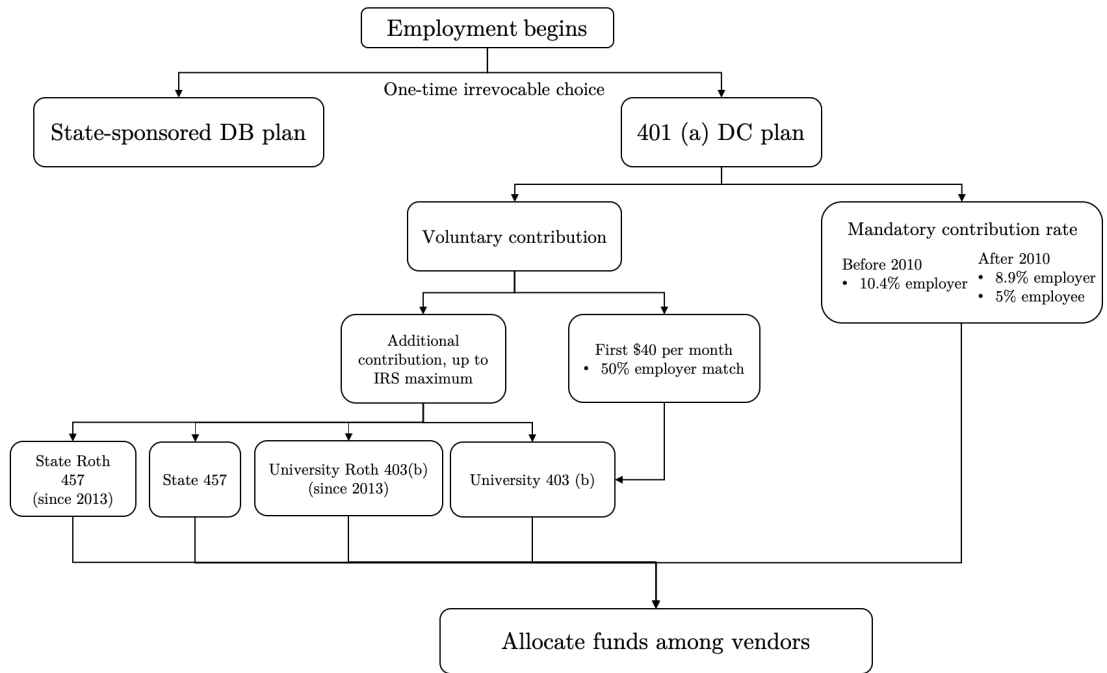 Employment begins
One-time irrevocable choice
State-sponsored DB plan
401 (a) DC plan
Voluntary contribution
Mandatory contribution rate
Before 2010
• 10.4% employer
After 2010
• 8.9% employer
• 5% employee
Additional
contribution, up to
IRS maximum
First $40 per month
• 50% employer match
State Roth
457
(since 2013)
State 457
University Roth 403(b)
(since 2013)
University 403 (b)
Allocate funds among vendors